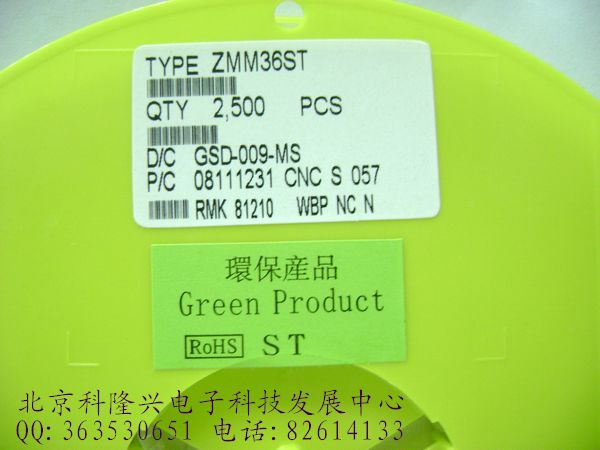 TYPE ZMM36ST
QTY 2,500 PCS
D/C GSD-009-MS
P/C 08111231 CNC S 057
RMK 81210 WBP NC N
環保産品
Green Product
RoHS ST
北京科隆兴电子科技发展中心
QQ:363530651 电话:82614133